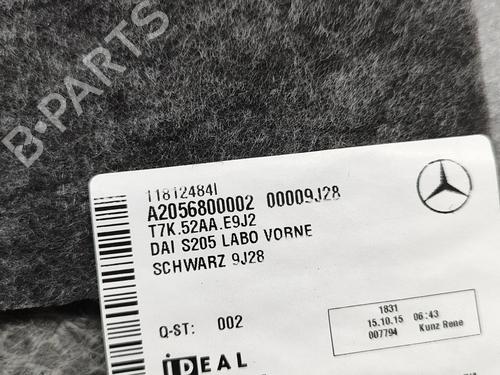 B-PARTS
11812484I
A2056800002 00009J28
T7K.52AA.E9J2
DAI S205 LABO VORNE
SCHWARZ 9J28
Q-ST: 002
1831
15.10.15 06:43
007794 Kunz Rene
iDEAL